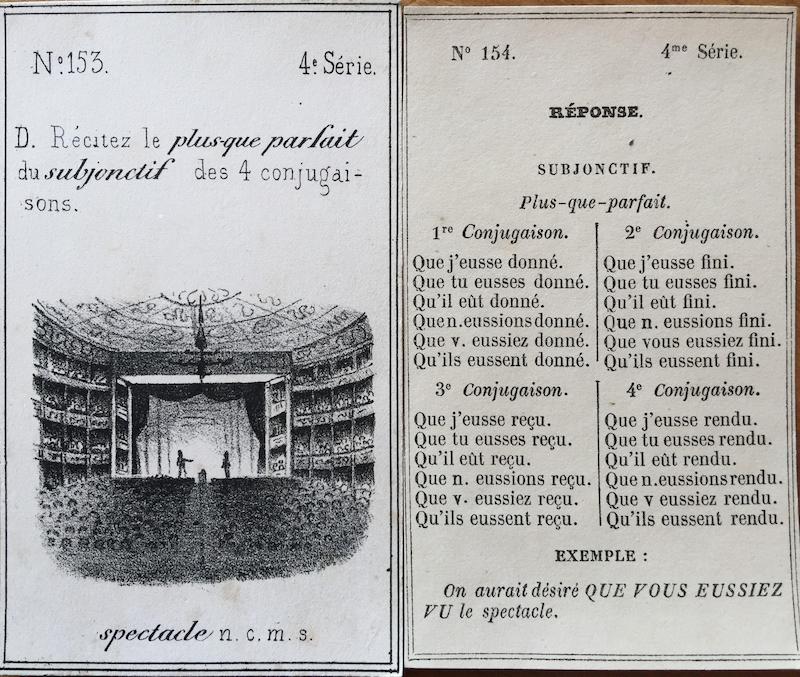 N° 153. 4e Série.
D. Récitez le plus-que parfait
du subjonctif des 4 conjugai-
sons.
spectacle n. c. m. s.
N° 154. 4me Série.
RÉPONSE.
SUBJONCTIF.
Plus-que-parfait.
1re Conjugaison.
Que j'eusse donné.
Que tu eusses donné.
Qu'il eût donné.
Que n. eussions donné.
Que v. eussiez donné.
Qu'ils eussent donné.
2e Conjugaison.
Que j'eusse fini.
Que tu eusses fini.
Qu'il eût fini.
Que n. eussions fini.
Que vous eussiez fini.
Qu'ils eussent fini.
3e Conjugaison.
Que j'eusse reçu.
Que tu eusses reçu.
Qu'il eût reçu.
Que n. eussions reçu.
Que v. eussiez reçu.
Qu'ils eussent reçu.
4e Conjugaison.
Que j'eusse rendu.
Que tu eusses rendu.
Qu'il eût rendu.
Que n. eussions rendu.
Que v eussiez rendu.
Qu'ils eussent rendu.
EXEMPLE :
On aurait désiré QUE VOUS EUSSIEZ
VU le spectacle.